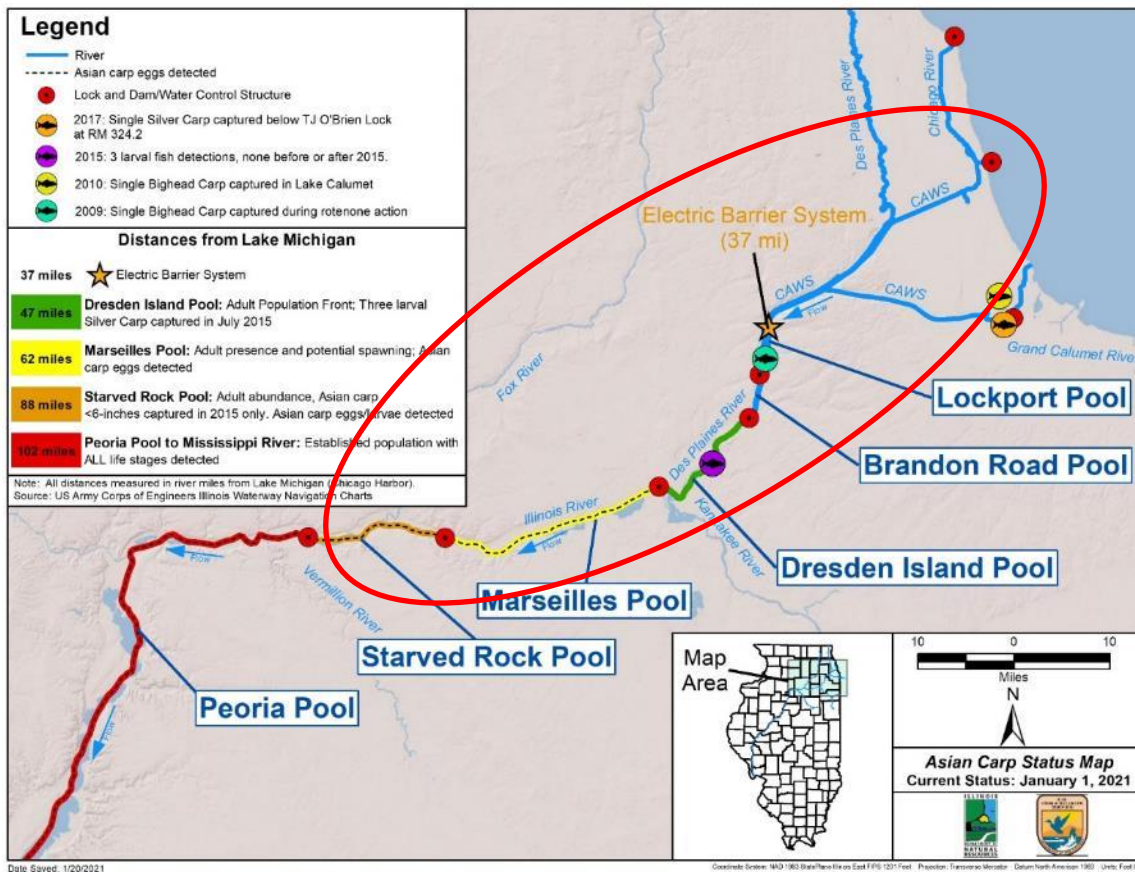 Legend
River
Asian carp eggs detected
Lock and Dam/Water Control Structure
2017: Single Silver Carp captured below TJ O'Brien Lock
at RM 324.2
2015: 3 larval fish detections, none before or after 2015.
2010: Single Bighead Carp captured in Lake Calumet
2009: Single Bighead Carp captured during rotenone action
Distances from Lake Michigan
37 miles Electric Barrier System
47 miles Dresden Island Pool: Adult Population Front; Three larval
Silver Carp captured in July 2015
62 miles Marseilles Pool: Adult presence and potential spawning; Asian
carp eggs detected
88 miles Starved Rock Pool: Adult abundance, Asian carp
<6-inches captured in 2015 only. Asian carp eggs/larvae detected
102 miles Peoria Pool to Mississippi River: Established population with
ALL life stages detected
Note: All distances measured in river miles from Lake Michigan (Chicago Harbor).
Source: US Army Corps of Engineers Illinois Waterway Navigation Charts
Des Plaines River
Chicago River
CAWS
Electric Barrier System
(37 mi)
CAWS
Flow
CAWS
Grand Calumet River
Fox River
Lockport Pool
Des Plaines River
Brandon Road Pool
Illinois River
Flow
Kankakee River
Dresden Island Pool
Flow
Vermillion River
Marseilles Pool
Starved Rock Pool
Peoria Pool
Flow
Map
Area
10 0 10
Miles
N
Asian Carp Status Map
Current Status: January 1, 2021
ILLINOIS
NATURAL
RESOURCES
Date Saved: 1/20/2021